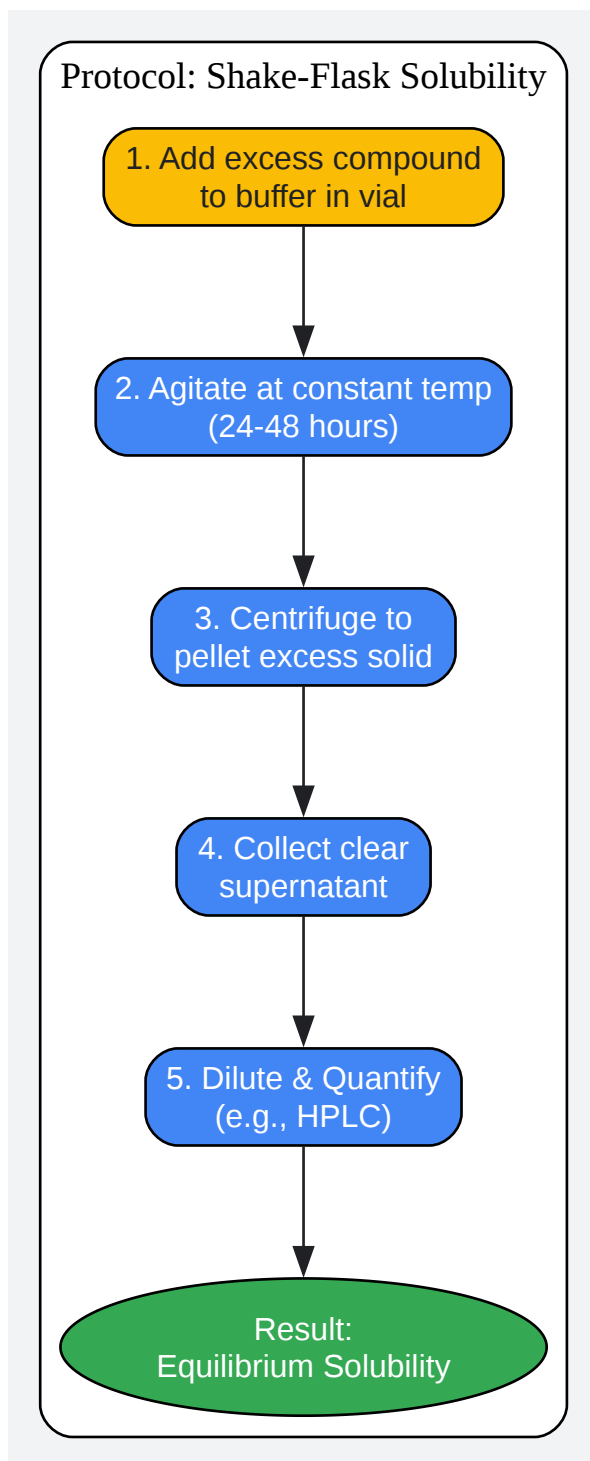 Protocol: Shake-Flask Solubility
1. Add excess compound
to buffer in vial
2. Agitate at constant temp
(24-48 hours)
3. Centrifuge to
pellet excess solid
4. Collect clear
supernatant
5. Dilute & Quantify
(e.g., HPLC)
Result:
Equilibrium Solubility